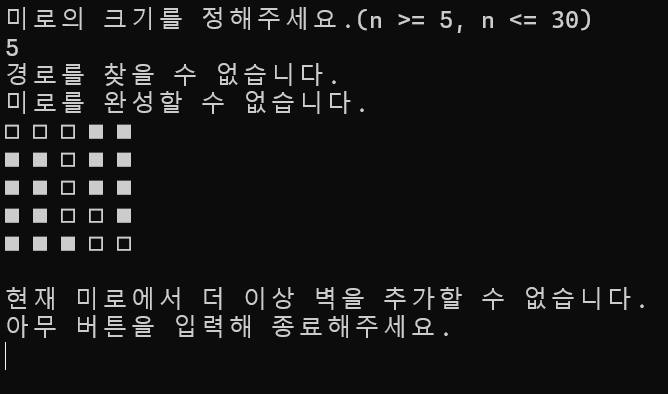 미로의 크기를 정해주세요.(n >= 5, n <= 30)
5
경로를 찾을 수 없습니다.
미로를 완성할 수 없습니다.
□ □ □ ■ ■
■ ■ □ ■ ■
■ ■ □ ■ ■
■ ■ □ □ ■
■ ■ ■ □ □
현재 미로에서 더 이상 벽을 추가할 수 없습니다.
아무 버튼을 입력해 종료해주세요.